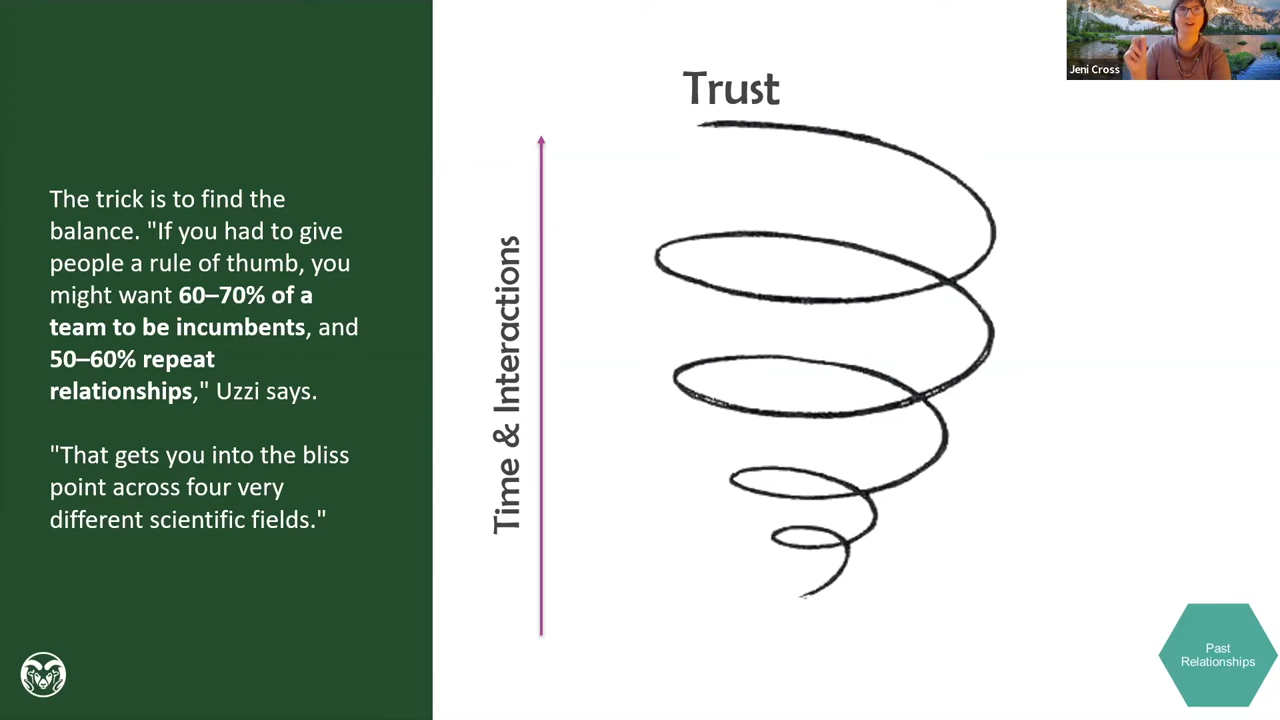 The trick is to find the
balance. "If you had to give
people a rule of thumb, you
might want 60–70% of a
team to be incumbents, and
50–60% repeat
relationships," Uzzi says.
"That gets you into the bliss
point across four very
different scientific fields."
Time & Interactions
Trust
Jeni Cross
Past
Relationships